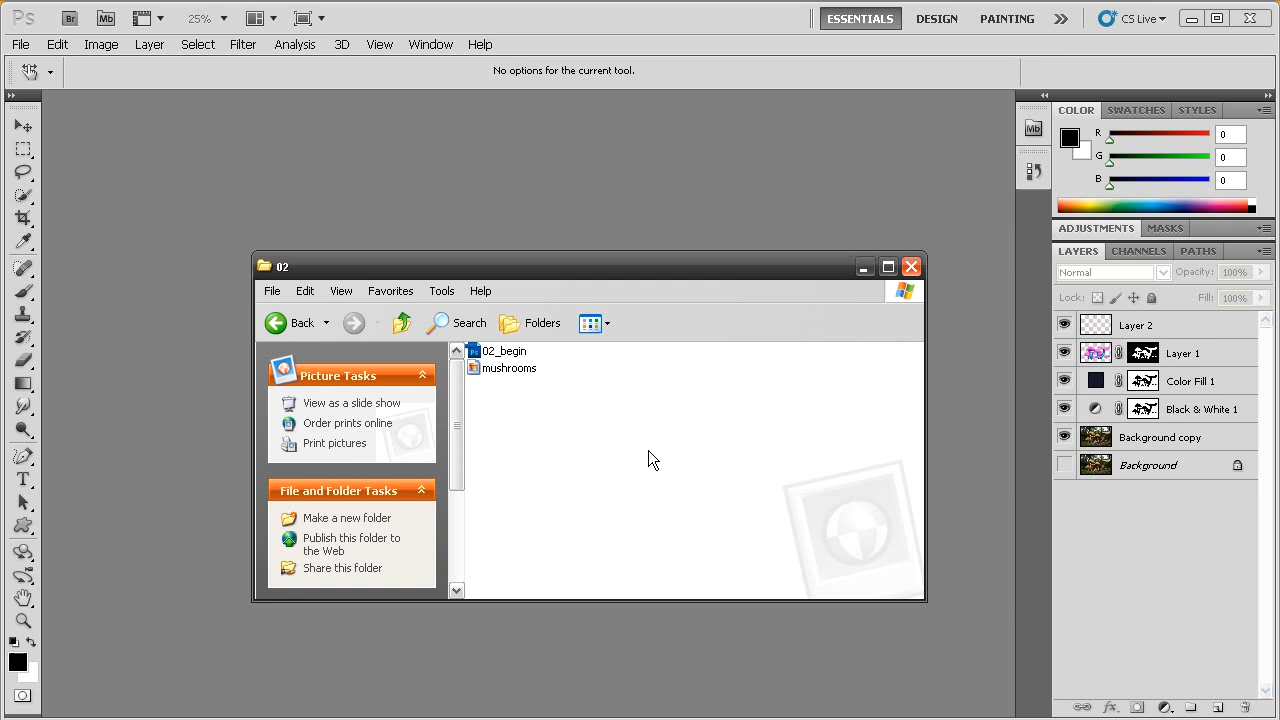 Ps Br Mb 25% ESSENTIALS DESIGN PAINTING CS Live
File Edit Image Layer Select Filter Analysis 3D View Window Help
No options for the current tool.
COLOR SWATCHES STYLES
Mb
R 0
G 0
B 0
ADJUSTMENTS MASKS
LAYERS CHANNELS PATHS
Normal Opacity: 100%
Lock: Fill: 100%
Layer 2
Layer 1
Color Fill 1
Black & White 1
Background copy
Background
02
File Edit View Favorites Tools Help
Back Search Folders
Picture Tasks
View as a slide show
Order prints online
Print pictures
File and Folder Tasks
Make a new folder
Publish this folder to
the Web
Share this folder
02_begin
mushrooms
T
fx